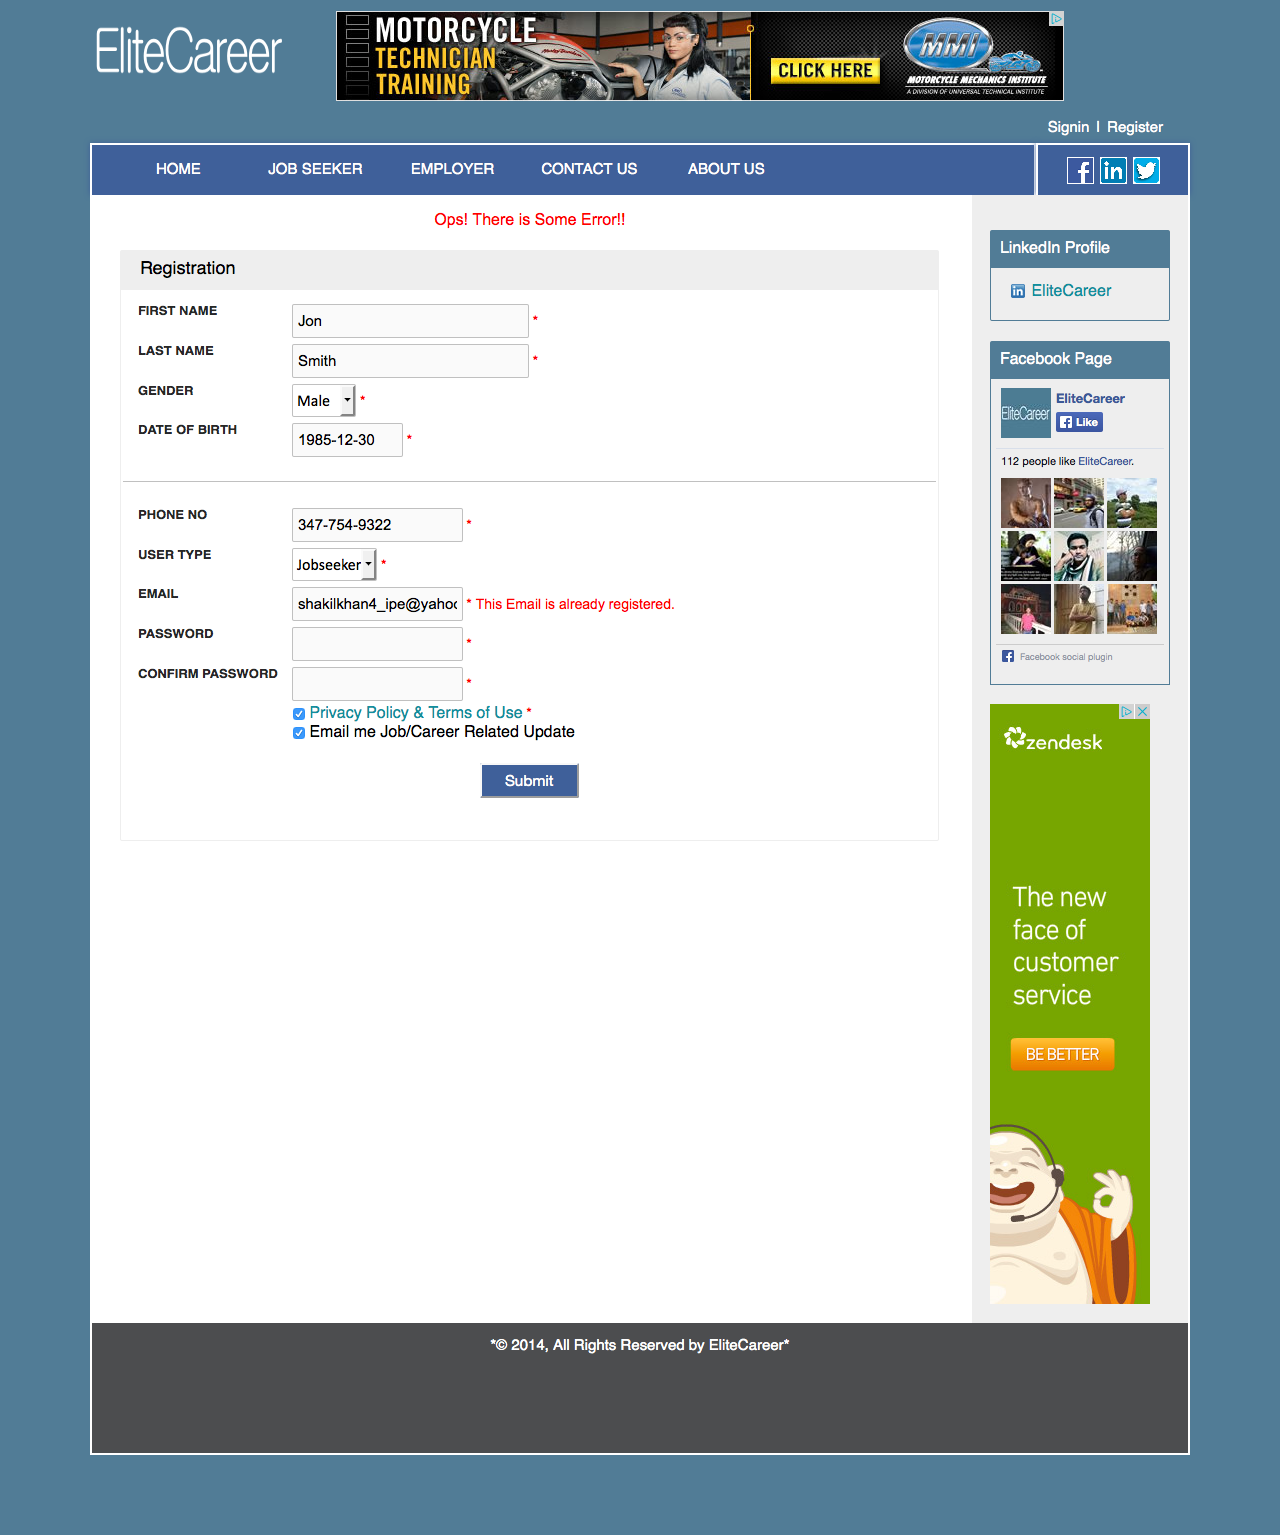 EliteCareer
MOTORCYCLE
TECHNICIAN
TRAINING
CLICK HERE
MMI
MOTORCYCLE MECHANICS INSTITUTE
A DIVISION OF UNIVERSAL TECHNICAL INSTITUTE
Signin | Register
HOME JOB SEEKER EMPLOYER CONTACT US ABOUT US
Ops! There is Some Error!!
Registration
FIRST NAME Jon *
LAST NAME Smith *
GENDER Male *
DATE OF BIRTH 1985-12-30 *
PHONE NO 347-754-9322 *
USER TYPE Jobseeker *
EMAIL shakilkhan4_ipe@yahoo * This Email is already registered.
PASSWORD *
CONFIRM PASSWORD *
Privacy Policy & Terms of Use *
Email me Job/Career Related Update
Submit
LinkedIn Profile
in EliteCareer
Facebook Page
EliteCareer
EliteCareer
Like
112 people like EliteCareer.
Facebook social plugin
zendesk
The new
face of
customer
service
BE BETTER
*© 2014, All Rights Reserved by EliteCareer*